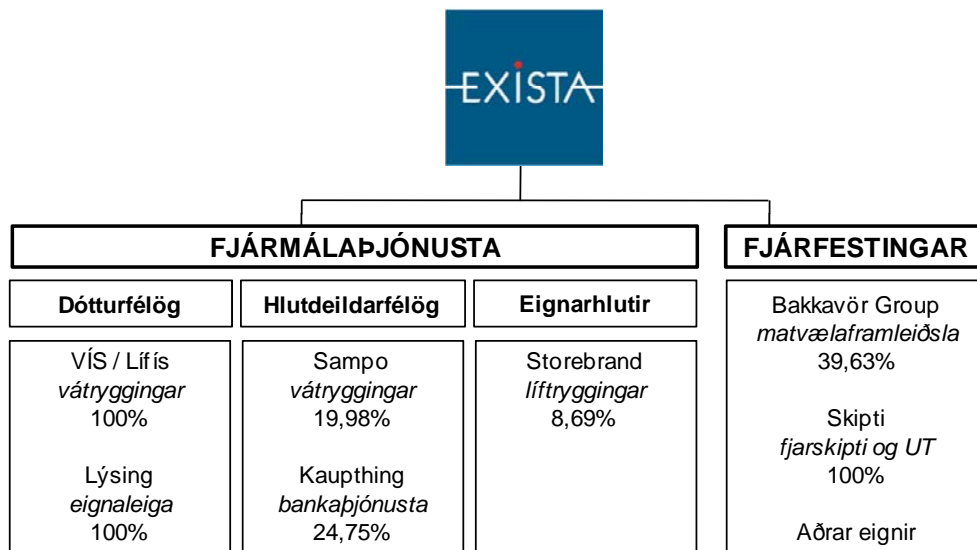 EXISTA
FJÁRMÁLAÞJÓNUSTA
Dótturfélög
VÍS / Lífís
vátryggingar
100%
Lýsing
eignaleiga
100%
Hlutdeildarfélög
Sampo
vátryggingar
19,98%
Kaupthing
bankaþjónusta
24,75%
Eignarhlutir
Storebrand
líftryggingar
8,69%
FJÁRFESTINGAR
Bakkavör Group
matvælaframleiðsla
39,63%
Skipti
fjarskipti og UT
100%
Aðrar eignir